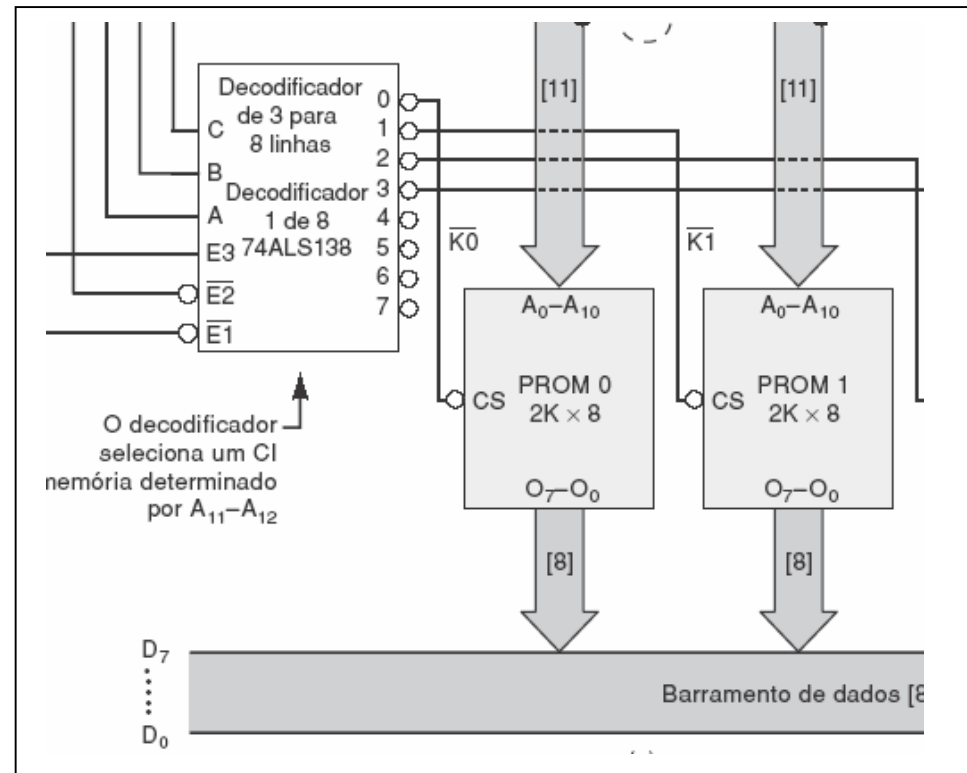 [11]
[11]
Decodificador
de 3 para
8 linhas
Decodificador
1 de 8
74ALS138
C
B
A
E3
E2
E1
0
1
2
3
4
5
6
7
K0
K1
A₀–A₁₀
CS
PROM 0
2K × 8
O₇–O₀
A₀–A₁₀
CS
PROM 1
2K × 8
O₇–O₀
O decodificador
seleciona um CI
memória determinado
por A₁₁–A₁₂
[8]
[8]
D₇
D₀
Barramento de dados [8